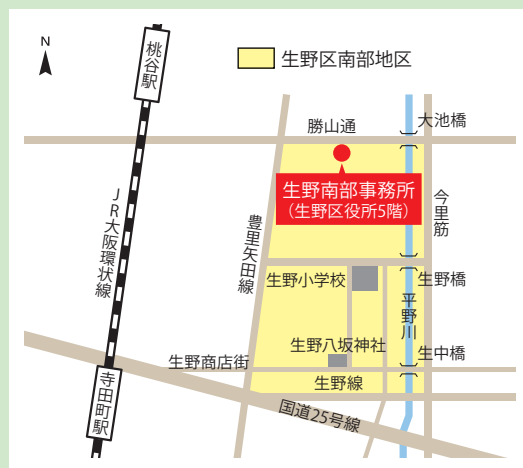 N
桃谷駅
生野区南部地区
勝山通
大池橋
生野南部事務所
（生野区役所5階）
今里筋
JR大阪環状線
豊里矢田線
生野小学校
生野橋
平野川
生野八坂神社
生中橋
生野商店街
生野線
寺田町駅
国道25号線